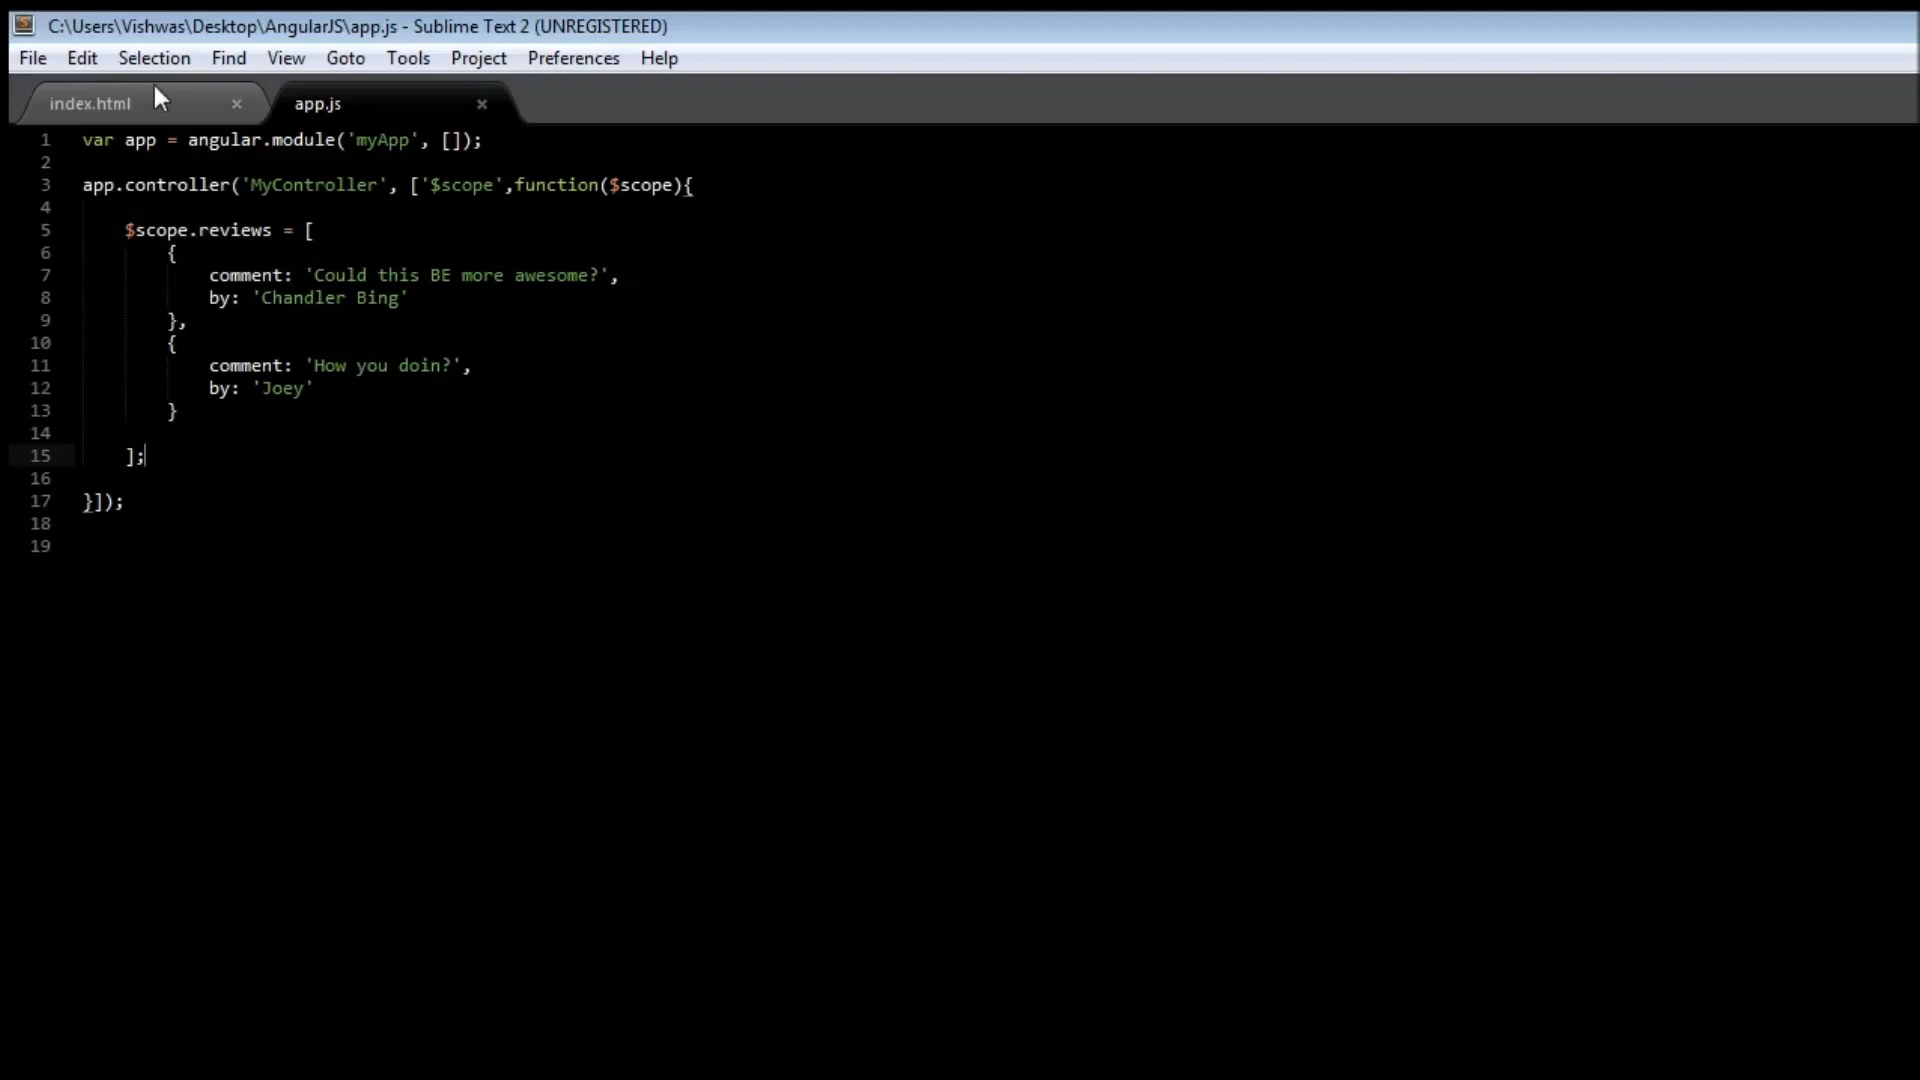 C:\Users\Vishwas\Desktop\AngularJS\app.js - Sublime Text 2 (UNREGISTERED)
File Edit Selection Find View Goto Tools Project Preferences Help
index.html × app.js ×
1 var app = angular.module('myApp', []);
2
3 app.controller('MyController', ['$scope',function($scope){
4
5 $scope.reviews = [
6 {
7 comment: 'Could this BE more awesome?',
8 by: 'Chandler Bing'
9 },
10 {
11 comment: 'How you doin?',
12 by: 'Joey'
13 }
14
15 ];
16
17 }]);
18
19